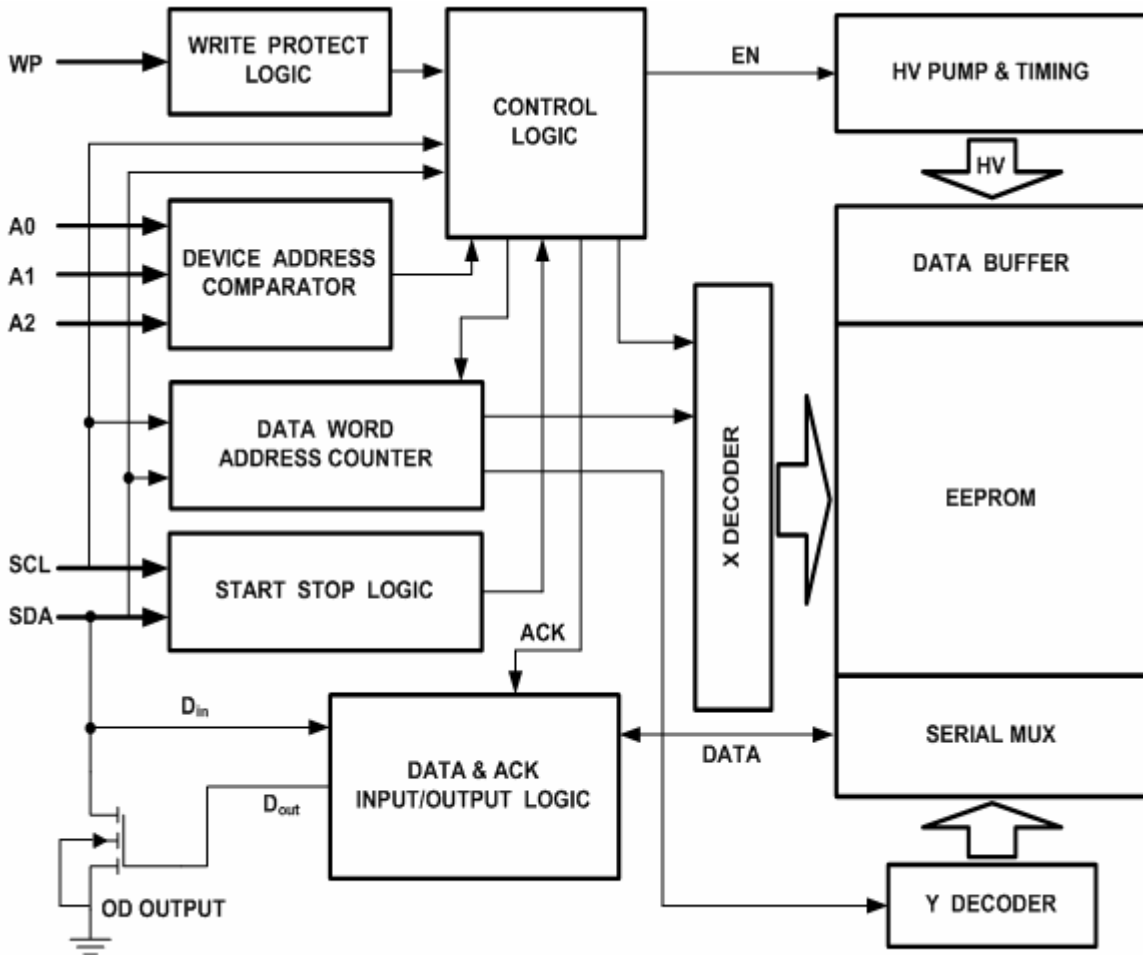 WP
WRITE PROTECT
LOGIC
CONTROL
LOGIC
EN
HV PUMP & TIMING
HV
A0
A1
A2
DEVICE ADDRESS
COMPARATOR
DATA BUFFER
DATA WORD
ADDRESS COUNTER
X DECODER
EEPROM
SCL
SDA
START STOP LOGIC
ACK
Din
DATA & ACK
INPUT/OUTPUT LOGIC
Dout
DATA
SERIAL MUX
OD OUTPUT
Y DECODER